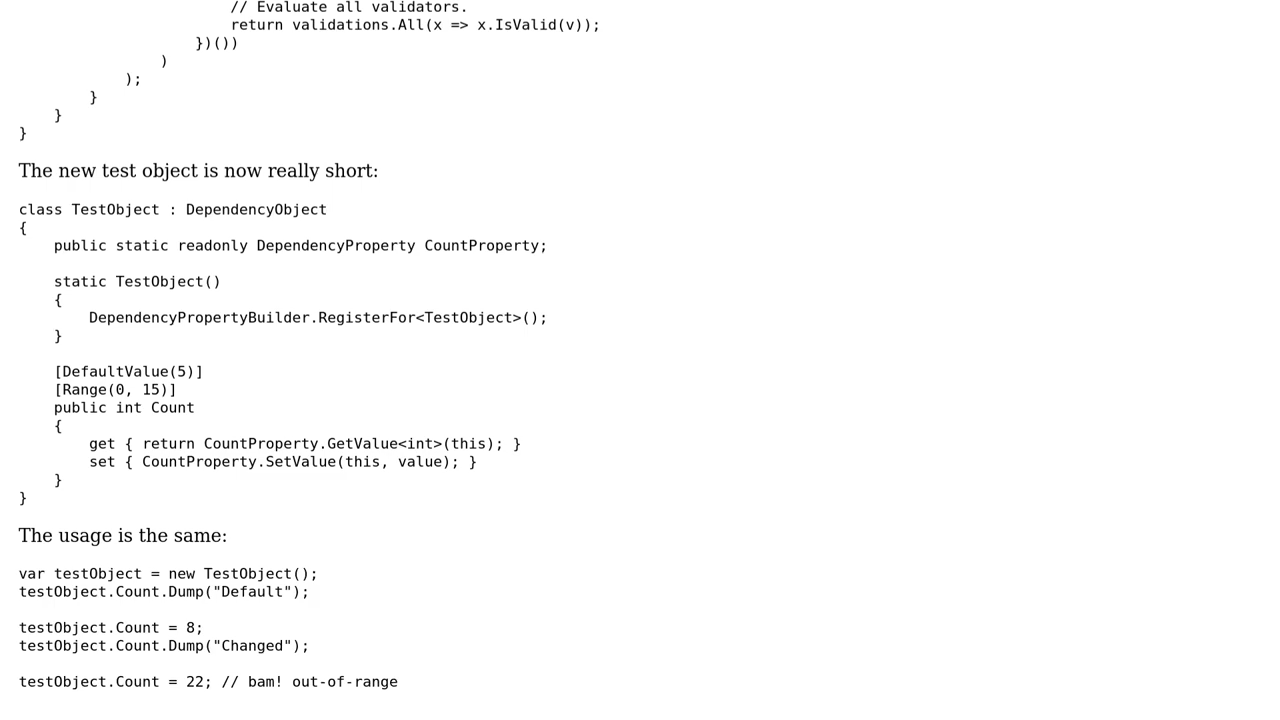 // Evaluate all validators.
return validations.All(x => x.IsValid(v));
})())
)
);
}
}
}
The new test object is now really short:
class TestObject : DependencyObject
{
public static readonly DependencyProperty CountProperty;
static TestObject()
{
DependencyPropertyBuilder.RegisterFor<TestObject>();
}
[DefaultValue(5)]
[Range(0, 15)]
public int Count
{
get { return CountProperty.GetValue<int>(this); }
set { CountProperty.SetValue(this, value); }
}
}
The usage is the same:
var testObject = new TestObject();
testObject.Count.Dump("Default");
testObject.Count = 8;
testObject.Count.Dump("Changed");
testObject.Count = 22; // bam! out-of-range